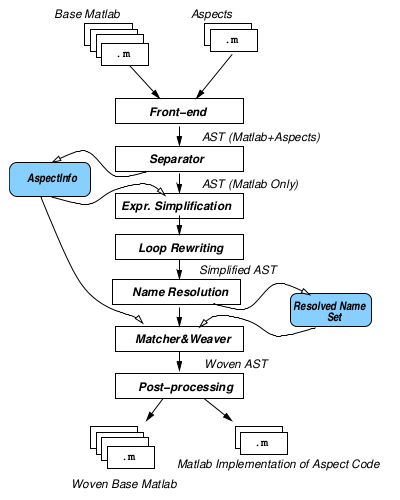 Base Matlab
Aspects
.m
.m
Front-end
AST (Matlab+Aspects)
Separator
AspectInfo
AST (Matlab Only)
Expr. Simplification
Loop Rewriting
Simplified AST
Name Resolution
Resolved Name
Set
Matcher&Weaver
Woven AST
Post-processing
.m
.m
Matlab Implementation of Aspect Code
Woven Base Matlab